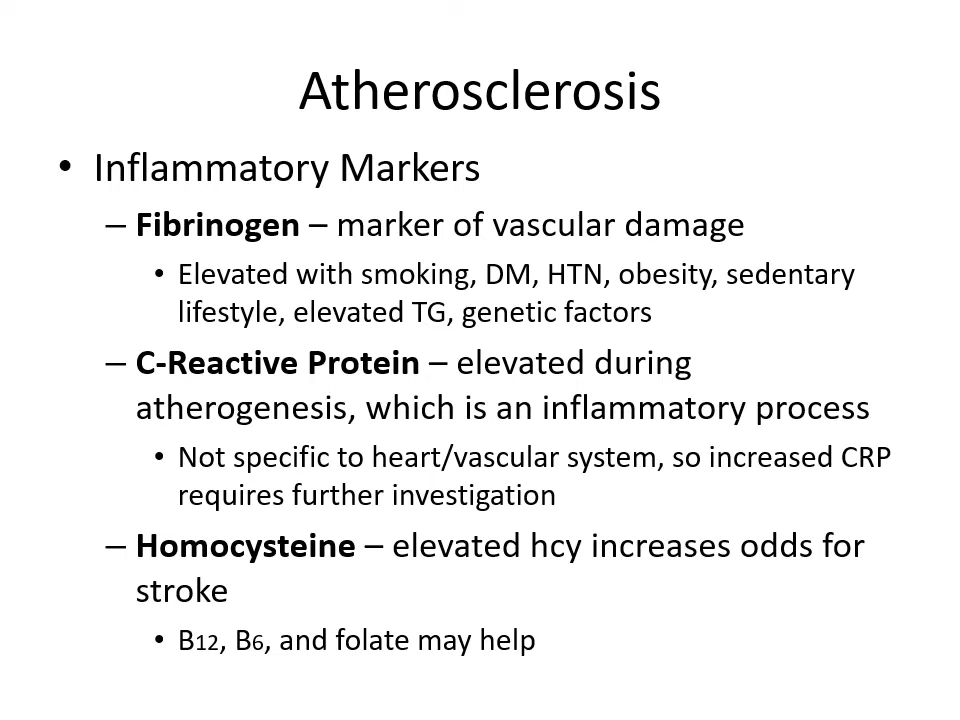 Atherosclerosis
• Inflammatory Markers
– Fibrinogen – marker of vascular damage
• Elevated with smoking, DM, HTN, obesity, sedentary
lifestyle, elevated TG, genetic factors
– C-Reactive Protein – elevated during
atherogenesis, which is an inflammatory process
• Not specific to heart/vascular system, so increased CRP
requires further investigation
– Homocysteine – elevated hcy increases odds for
stroke
• B12, B6, and folate may help